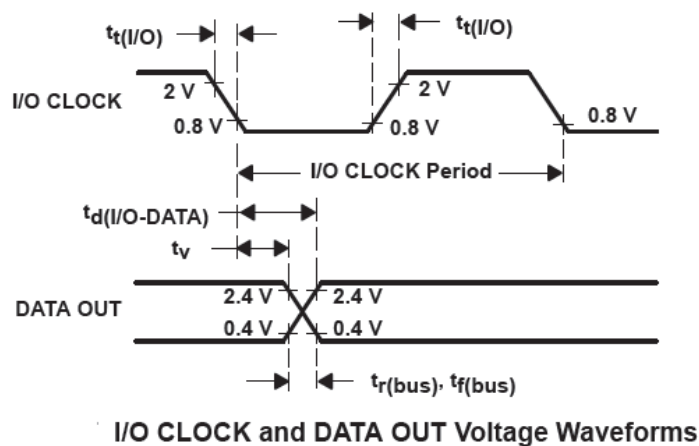 tt(I/O) tt(I/O)
2 V 2 V
I/O CLOCK
0.8 V 0.8 V 0.8 V
I/O CLOCK Period
td(I/O-DATA)
tv
2.4 V 2.4 V
DATA OUT
0.4 V 0.4 V
tr(bus), tf(bus)
I/O CLOCK and DATA OUT Voltage Waveforms